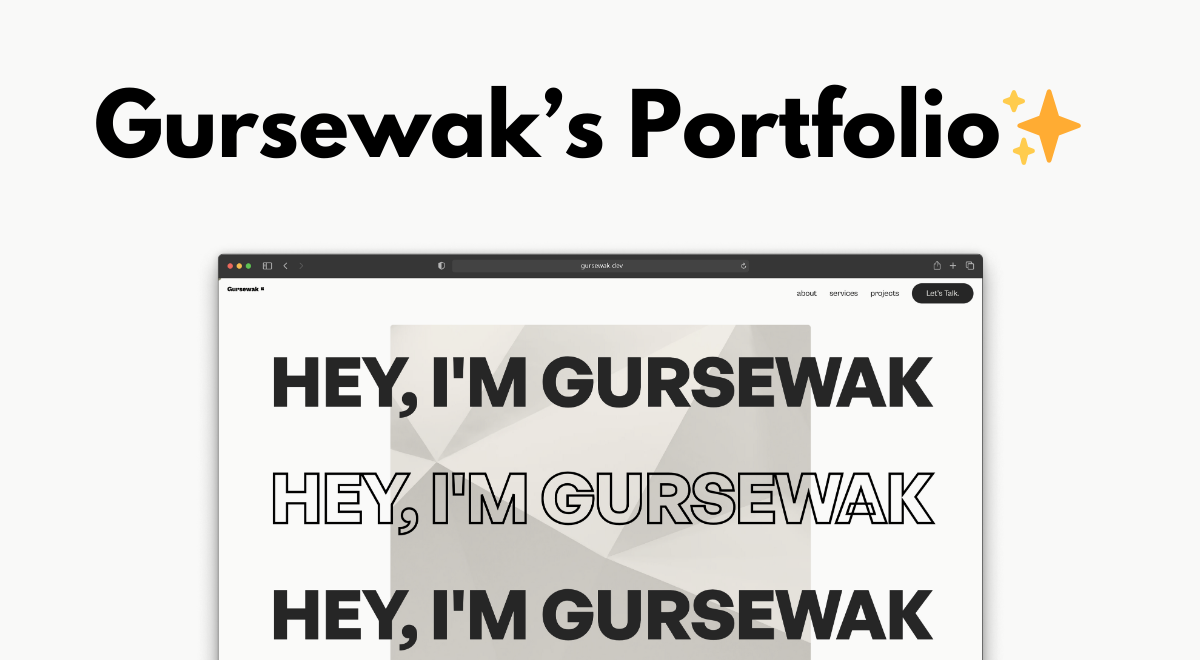 Gursewak’s Portfolio✨
gursewak.dev
Gursewak
about services projects Let's Talk.
HEY, I'M GURSEWAK
HEY, I'M GURSEWAK
HEY, I'M GURSEWAK